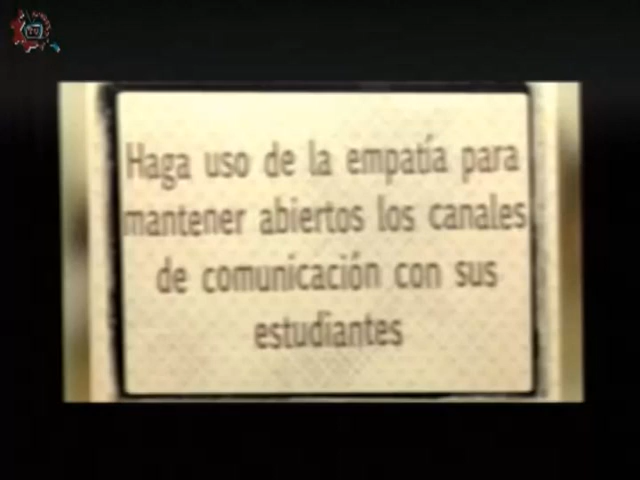 Haga uso de la empatía para
mantener abiertos los canales
de comunicación con sus
estudiantes